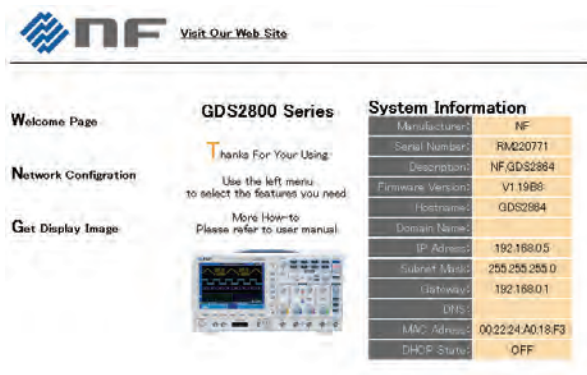 nF
Visit Our Web Site
Welcome Page
Network Configration
Get Display Image
GDS2800 Series
Thanks For Your Using
Use the left menu
to select the features you need
More How-to
Please refer to user manual.
System Information
Manufacturer: NF
Serial Number: RM220771
Description: NF,GDS2864
Firmware Version: V1.19B8
Hostname: GDS2864
Domain Name:
IP Adress: 192.168.0.5
Subnet Mask: 255.255.255.0
Gateway: 192.168.0.1
DNS:
MAC Adress: 00:22:24:A0:18:F3
DHCP State: OFF